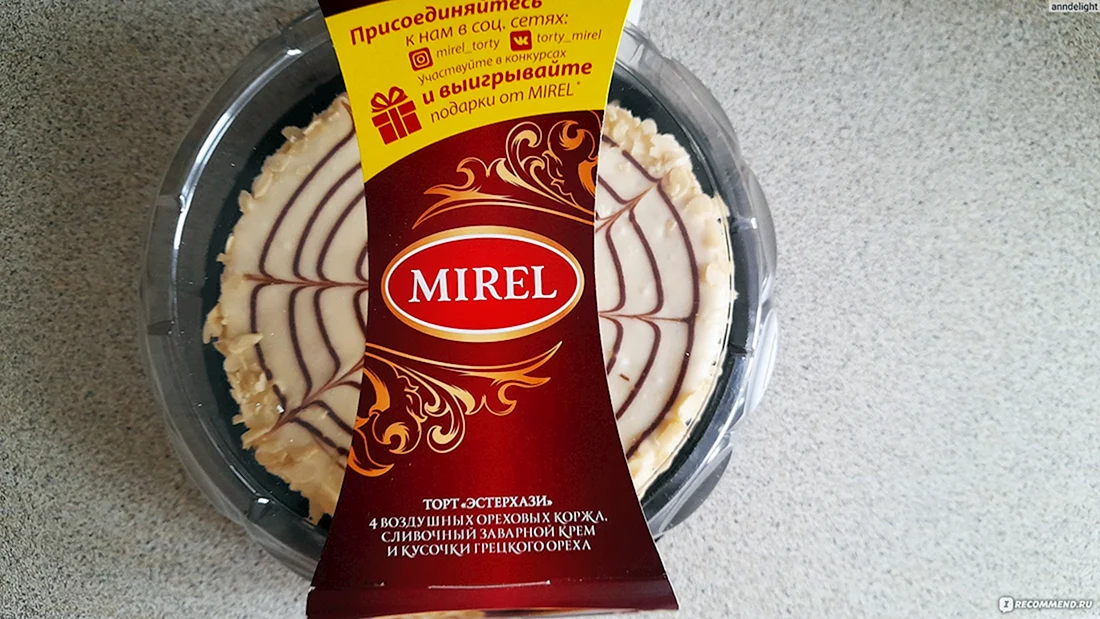 anndelight
Присоединяйтесь
к нам в соц. сетях:
mirel_torty torty_mirel
участвуйте в конкурсах
и выигрывайте
подарки от MIREL*
MIREL
ТОРТ «ЭСТЕРХАЗИ»
4 ВОЗДУШНЫХ ОРЕХОВЫХ КОРЖА,
СЛИВОЧНЫЙ ЗАВАРНОЙ КРЕМ
И КУСОЧКИ ГРЕЦКОГО ОРЕХА
IRECOMMEND.RU